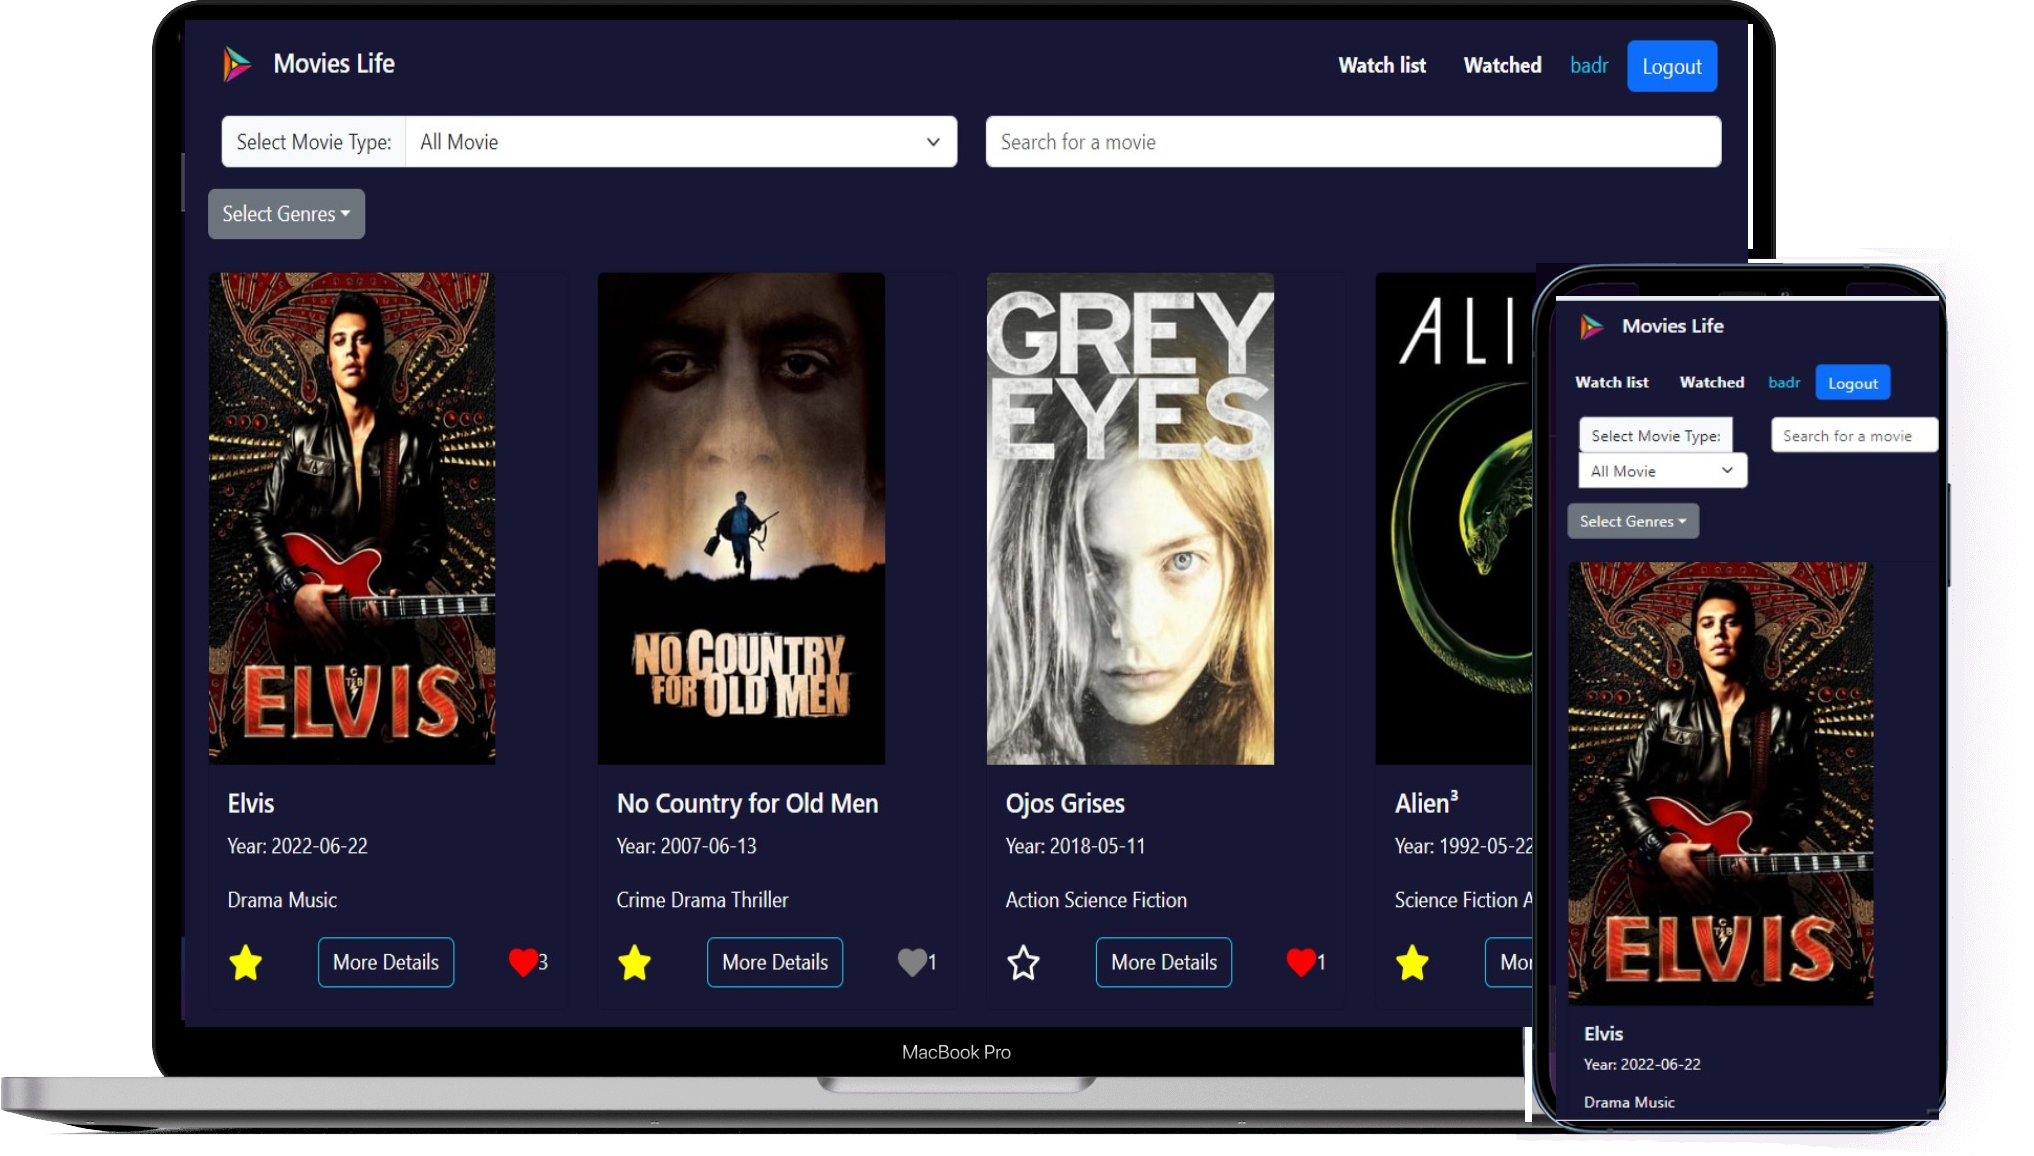 Movies Life
Watch list Watched badr Logout
Select Movie Type: All Movie Search for a movie
Select Genres
ELVIS
NO COUNTRY
FOR OLD MEN
GREY
EYES
ALI
Elvis
Year: 2022-06-22
Drama Music
More Details 3
No Country for Old Men
Year: 2007-06-13
Crime Drama Thriller
More Details 1
Ojos Grises
Year: 2018-05-11
Action Science Fiction
More Details 1
Alien³
Year: 1992-05-22
Science Fiction A
Mor
MacBook Pro
Movies Life
Watch list Watched badr Logout
Select Movie Type: Search for a movie
All Movie
Select Genres
ELVIS
Elvis
Year: 2022-06-22
Drama Music